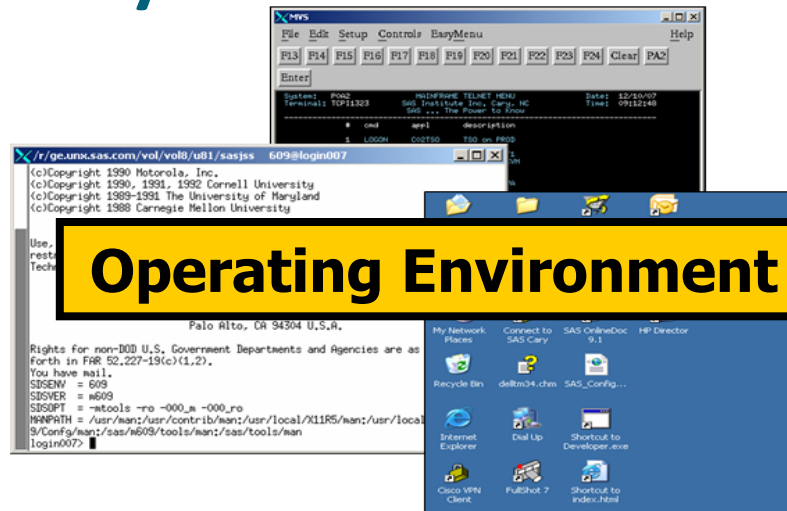 MVS
File Edit Setup Controls EasyMenu Help
F13 F14 F15 F16 F17 F18 F19 F20 F21 F22 F23 F24 Clear PA2
Enter
System: POA2 MAINFRAME TELNET MENU Date: 12/10/07
Terminal: TCPI1323 SAS Institute Inc. Cary, NC Time: 09:12:48
SAS ... The Power to Know
# cmd appl description
1 LOGON CO2TSO TSO on PROD
/r/ge.unx.sas.com/vol/vol8/u81/sasjss 609@login007
(c)Copyright 1990 Motorola, Inc.
(c)Copyright 1990, 1991, 1992 Cornell University
(c)Copyright 1989-1991 The University of Maryland
(c)Copyright 1988 Carnegie Mellon University
Use,
Operating Environment
Palo Alto, CA 94304 U.S.A.
Rights for non-DOD U.S. Government Departments and Agencies are as
forth in FAR 52.227-19(c)(1,2).
You have mail.
SDSENV = 609
SDSVER = m609
SDSOPT = -mtools -ro -000_m -000_ro
MANPATH = /usr/man:/usr/contrib/man:/usr/local/X11R5/man:/usr/local
9/Config/man:/sas/m609/tools/man:/sas/tools/man
login007>
My Network Places
Connect to SAS Cary
SAS OnlineDoc 9.1
HP Director
Recycle Bin
delltm34.chm
SAS_Config...
Internet Explorer
Dial Up
Shortcut to Developer.exe
Cisco VPN Client
FullShot 7
Shortcut to index.html